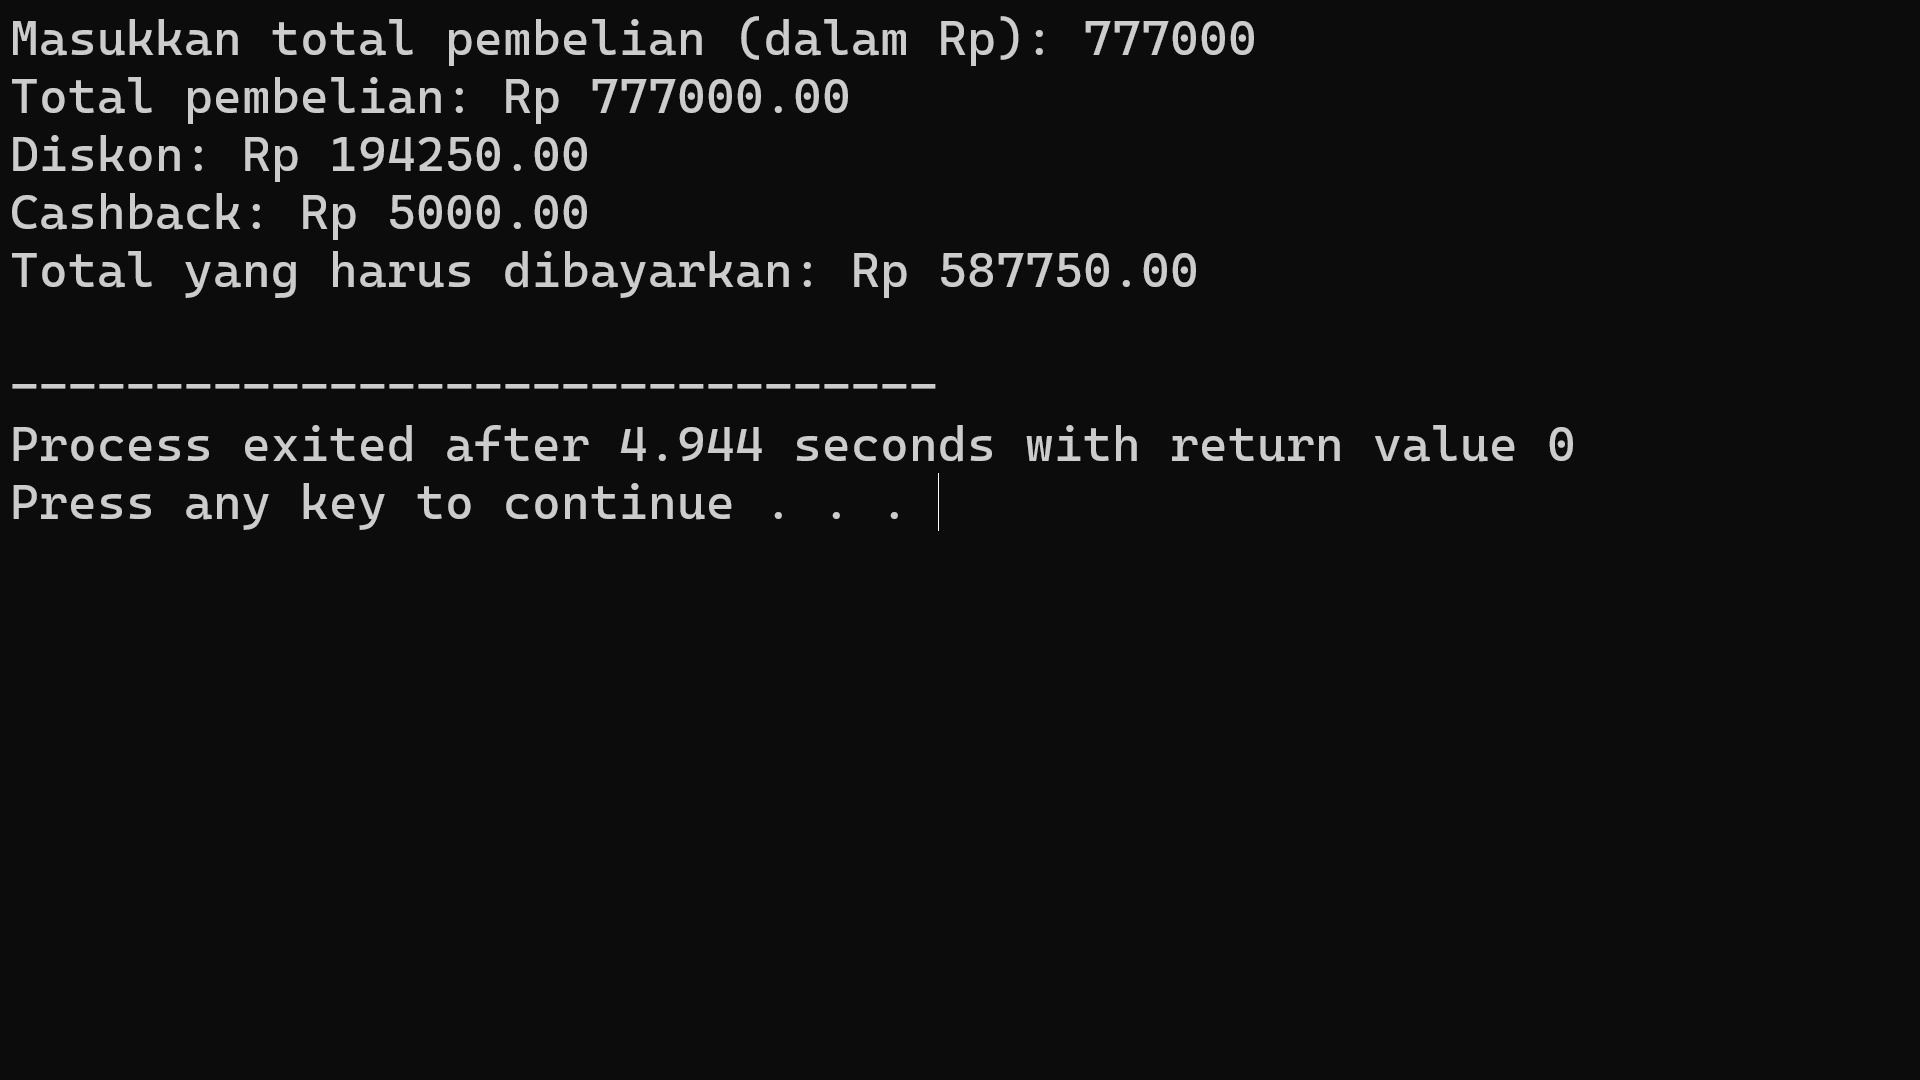 Masukkan total pembelian (dalam Rp): 777000
Total pembelian: Rp 777000.00
Diskon: Rp 194250.00
Cashback: Rp 5000.00
Total yang harus dibayarkan: Rp 587750.00
--------------------------------
Process exited after 4.944 seconds with return value 0
Press any key to continue . . .